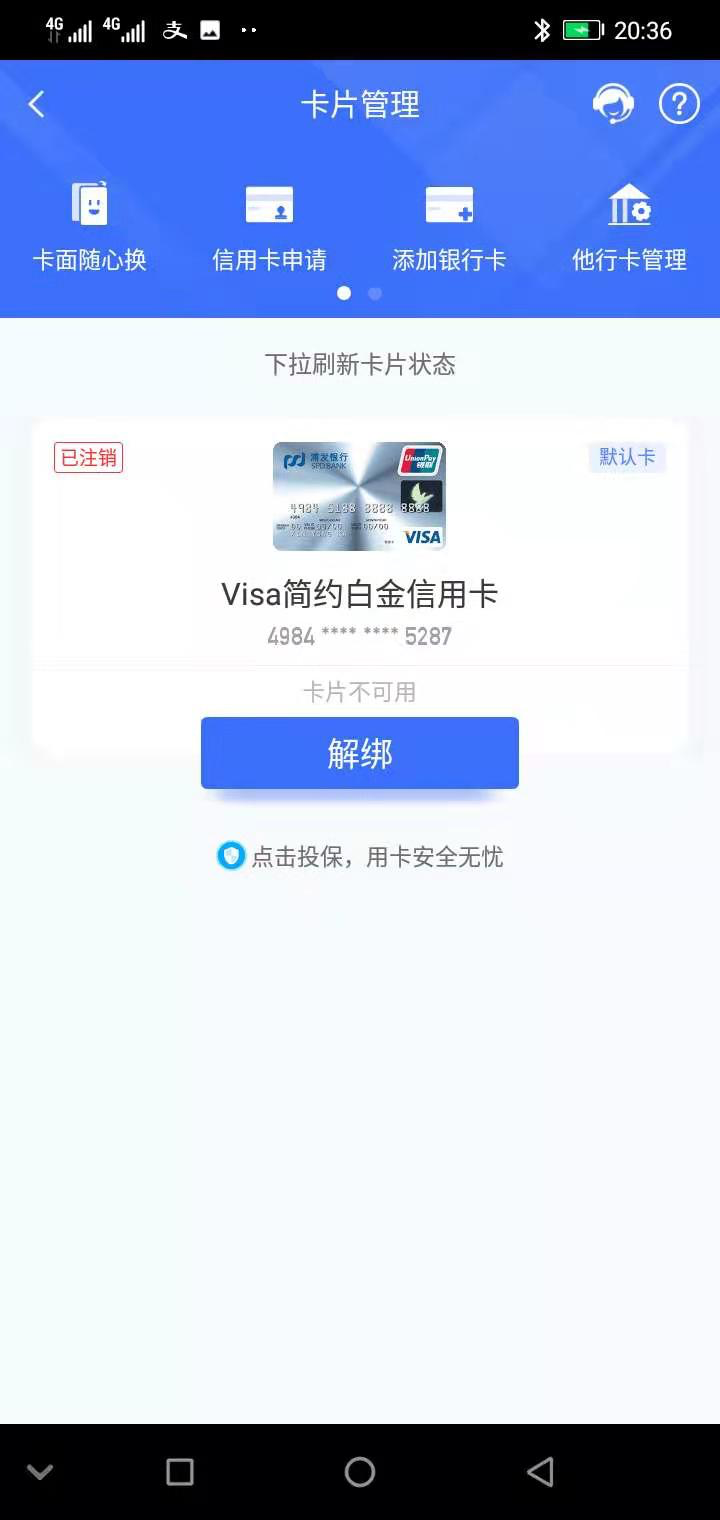 4G 4G 支 20:36
卡片管理
卡面随心换 信用卡申请 添加银行卡 他行卡管理
下拉刷新卡片状态
已注销 默认卡
浦发银行 UnionPay
SPD BANK 银联
4984 5188 8888 8888
VISA
Visa简约白金信用卡
4984 **** **** 5287
卡片不可用
解绑
点击投保，用卡安全无忧